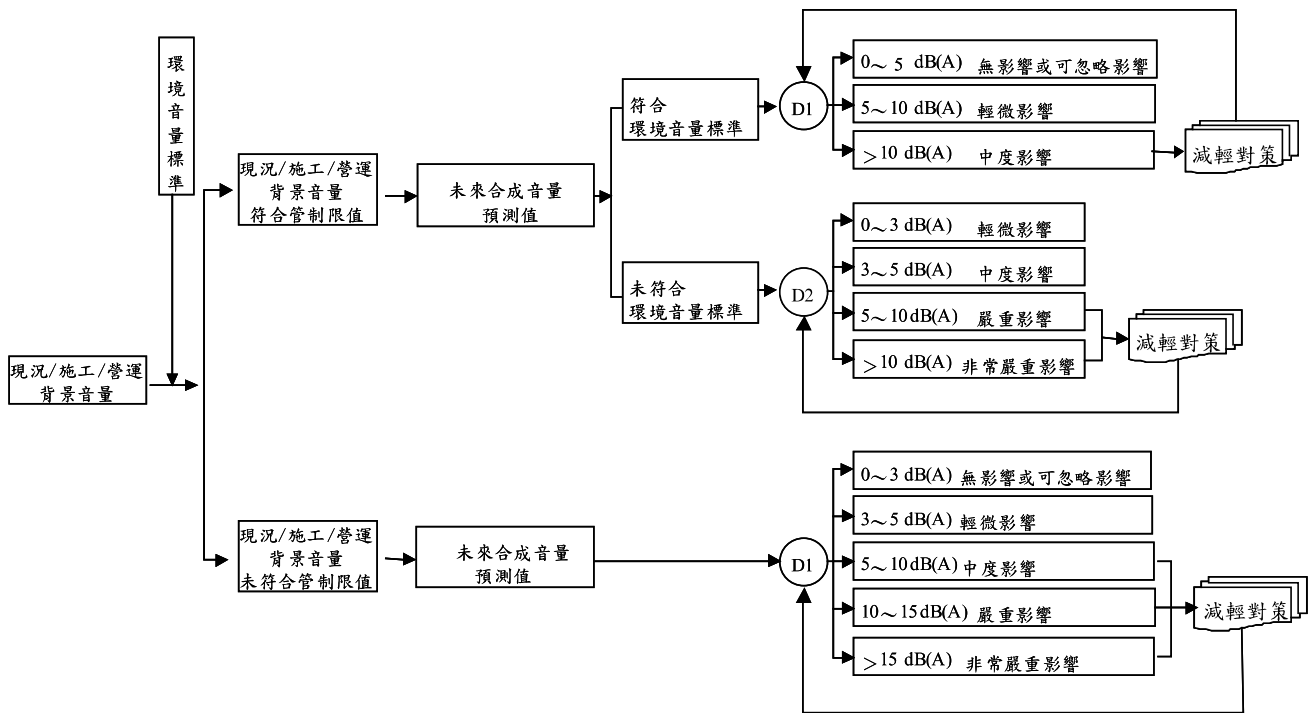 環境音量標準
現況/施工/營運
背景音量
現況/施工/營運
背景音量
符合管制限值
未來合成音量
預測值
符合
環境音量標準
D1
0～5 dB(A) 無影響或可忽略影響
5～10 dB(A) 輕微影響
＞10 dB(A) 中度影響
減輕對策
未符合
環境音量標準
D2
0～3 dB(A) 輕微影響
3～5 dB(A) 中度影響
5～10 dB(A) 嚴重影響
＞10 dB(A) 非常嚴重影響
減輕對策
現況/施工/營運
背景音量
未符合管制限值
未來合成音量
預測值
D1
0～3 dB(A) 無影響或可忽略影響
3～5 dB(A) 輕微影響
5～10 dB(A) 中度影響
10～15 dB(A) 嚴重影響
＞15 dB(A) 非常嚴重影響
減輕對策